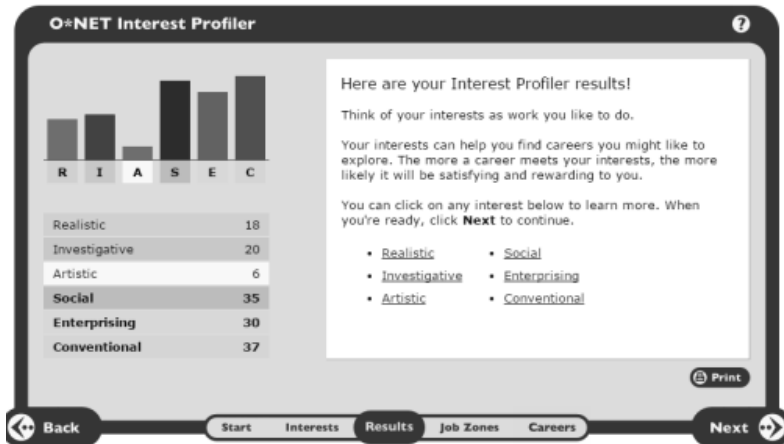 O*NET Interest Profiler
?
R I A S E C
Realistic 18
Investigative 20
Artistic 6
Social 35
Enterprising 30
Conventional 37
Here are your Interest Profiler results!
Think of your interests as work you like to do.
Your interests can help you find careers you might like to
explore. The more a career meets your interests, the more
likely it will be satisfying and rewarding to you.
You can click on any interest below to learn more. When
you're ready, click Next to continue.
▪ Realistic ▪ Social
▪ Investigative ▪ Enterprising
▪ Artistic ▪ Conventional
Print
Back Start Interests Results Job Zones Careers Next